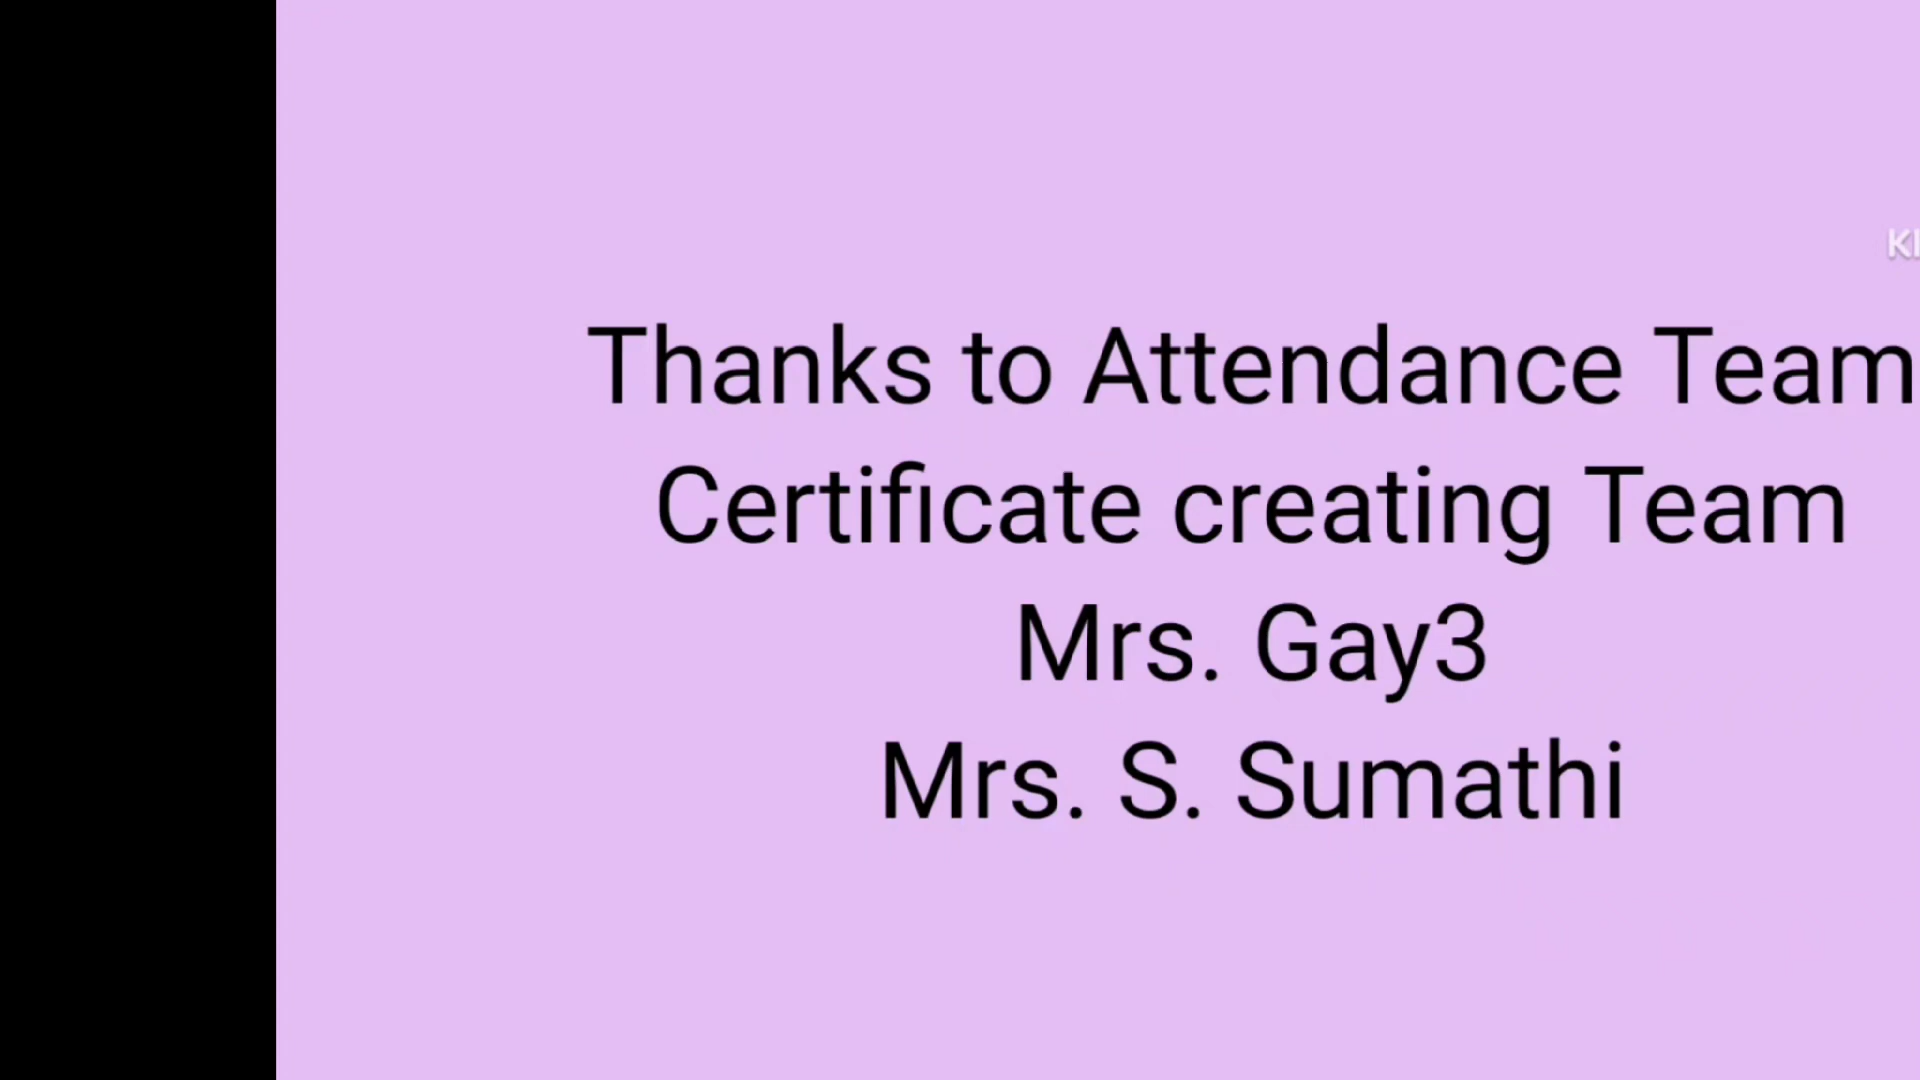 Thanks to Attendance Team
Certificate creating Team
Mrs. Gay3
Mrs. S. Sumathi